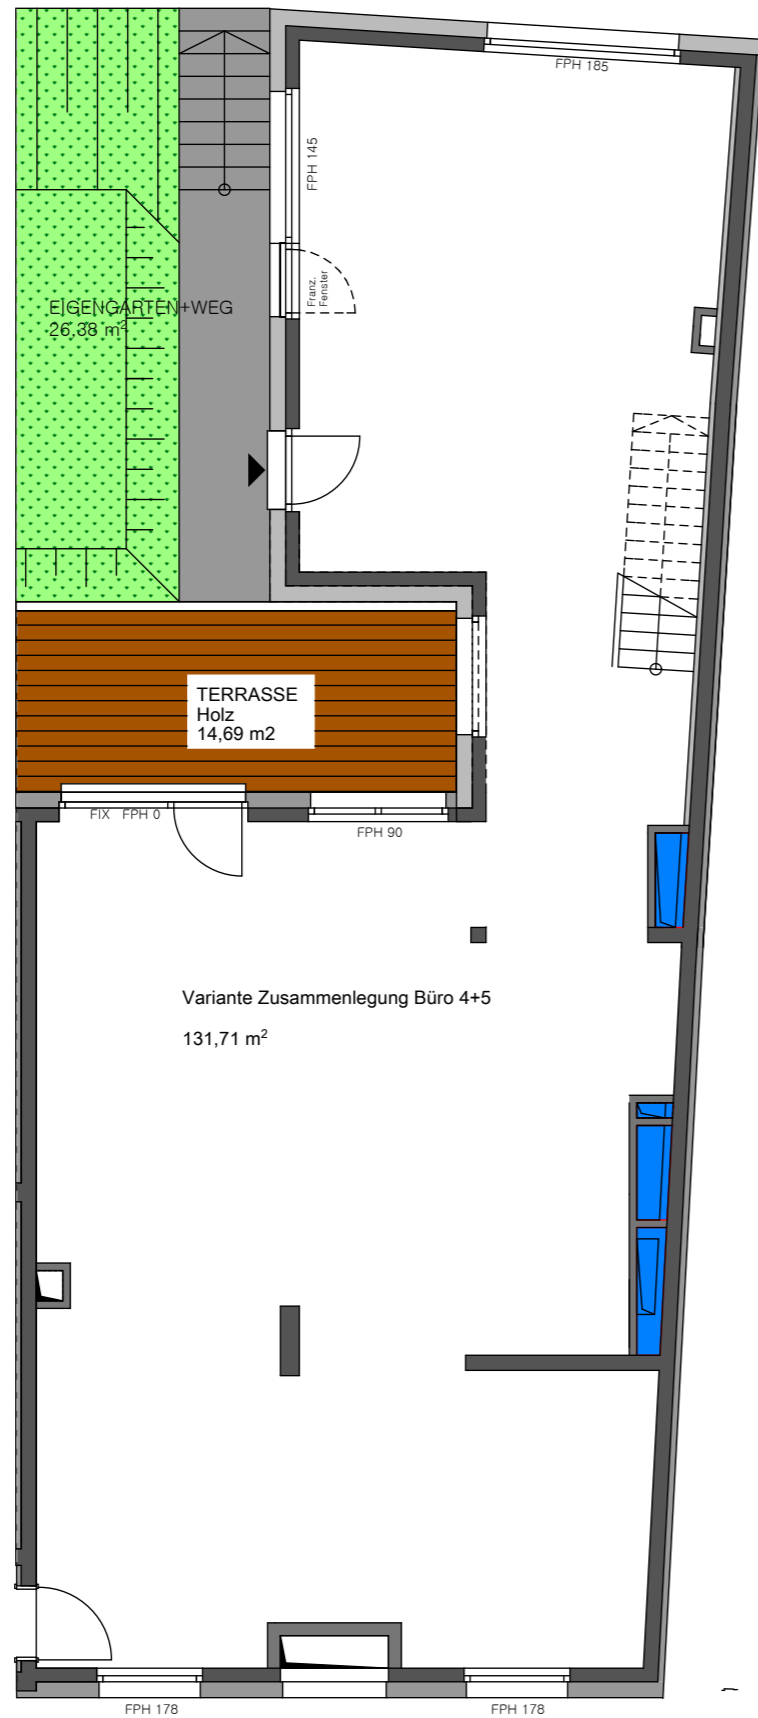 FPH 185
FPH 145
Franz.
Fenster
EIGENGARTEN+WEG
26,38 m²
TERRASSE
Holz
14,69 m2
FIX FPH 0
FPH 90
Variante Zusammenlegung Büro 4+5
131,71 m²
FPH 178
FPH 178